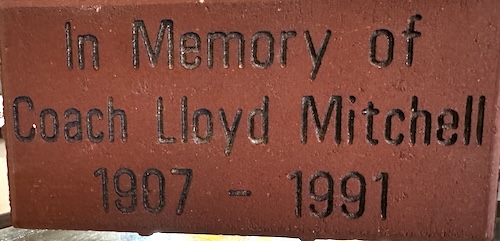 In Memory of
Coach Lloyd Mitchell
1907 - 1991